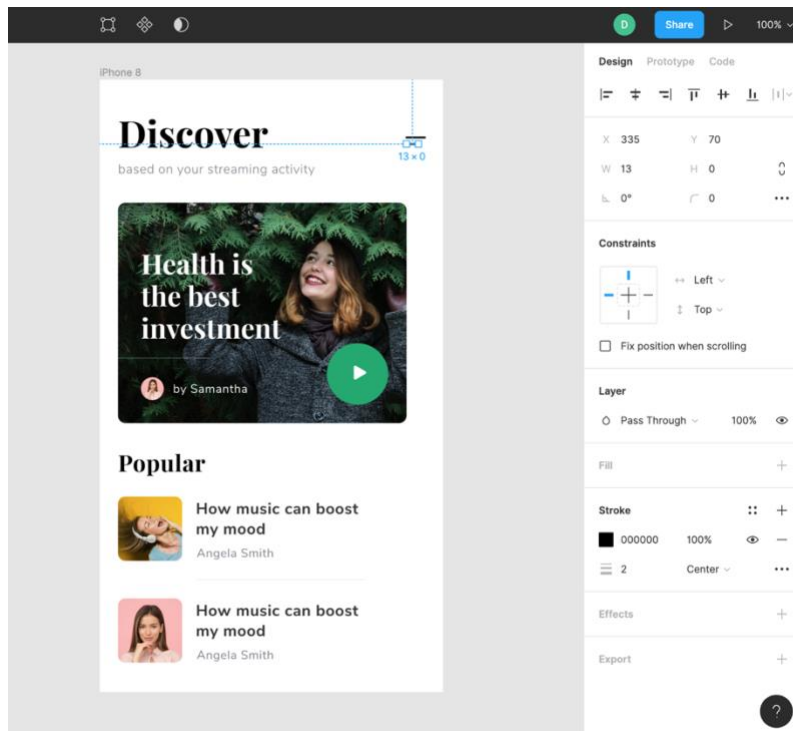 D
Share
100%
iPhone 8
Design Prototype Code
Discover
13 × 0
based on your streaming activity
X 335 Y 70
W 13 H 0
0° 0
Constraints
Left
Top
Fix position when scrolling
Health is
the best
investment
by Samantha
Layer
Pass Through 100%
Fill
Popular
Stroke
000000 100%
2 Center
How music can boost
my mood
Angela Smith
Effects
How music can boost
my mood
Angela Smith
Export
?